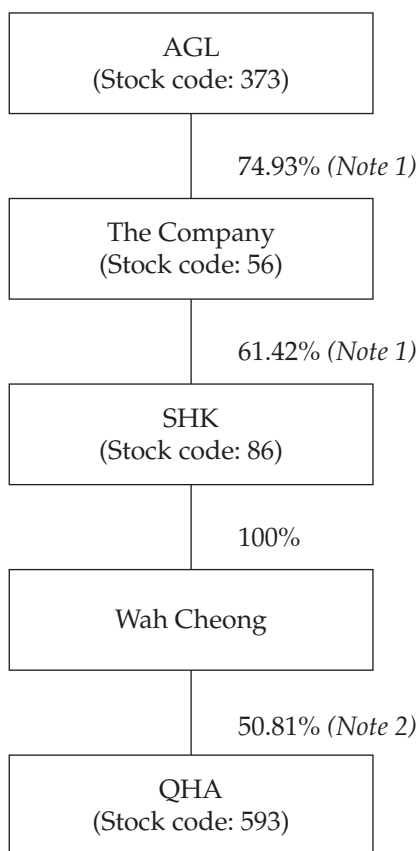 AGL
(Stock code: 373)
74.93% (Note 1)
The Company
(Stock code: 56)
61.42% (Note 1)
SHK
(Stock code: 86)
100%
Wah Cheong
50.81% (Note 2)
QHA
(Stock code: 593)